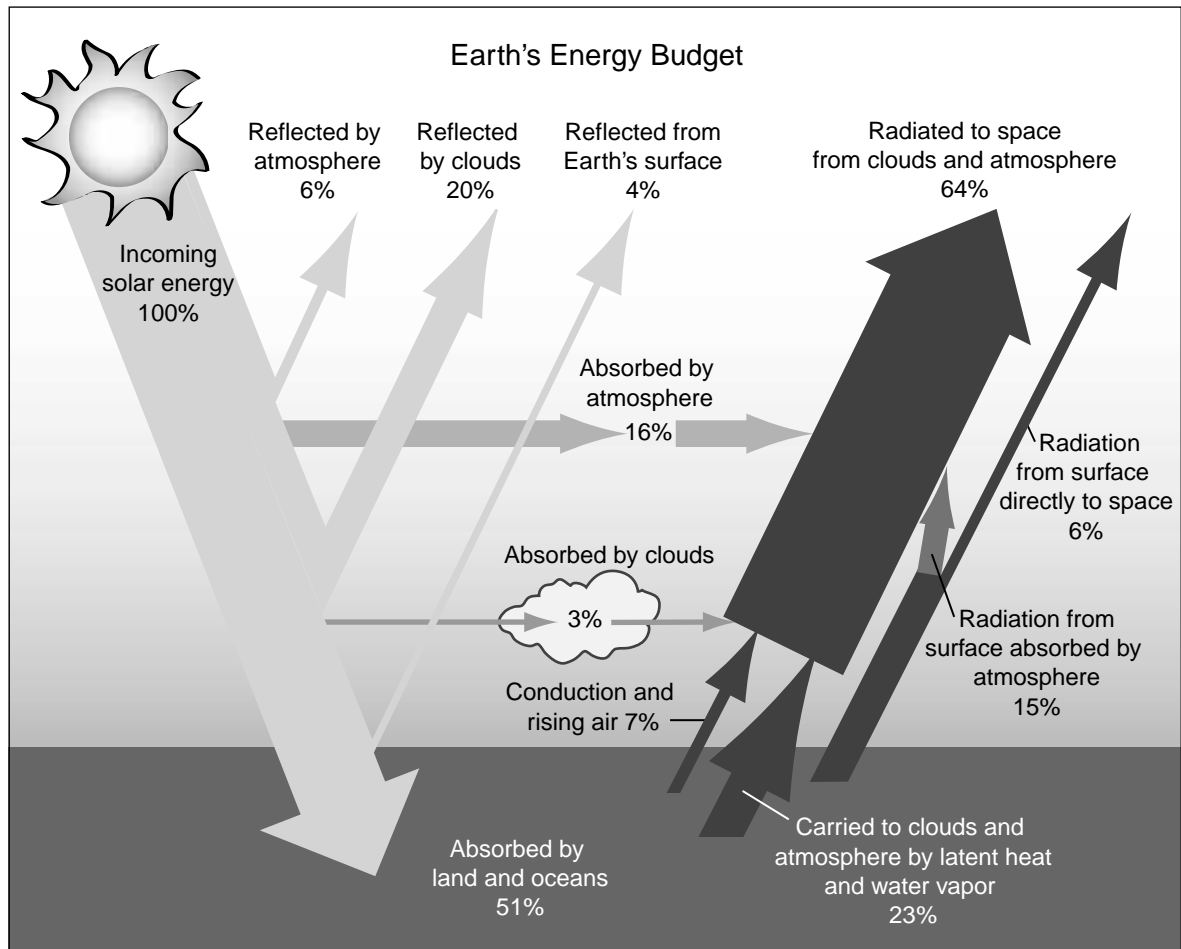 Earth's Energy Budget
Reflected by
atmosphere
6%
Reflected
by clouds
20%
Reflected from
Earth's surface
4%
Radiated to space
from clouds and atmosphere
64%
Incoming
solar energy
100%
Absorbed by
atmosphere
16%
Radiation
from surface
directly to space
6%
Absorbed by clouds
3%
Radiation from
surface absorbed by
atmosphere
15%
Conduction and
rising air 7%
Carried to clouds and
atmosphere by latent heat
and water vapor
23%
Absorbed by
land and oceans
51%